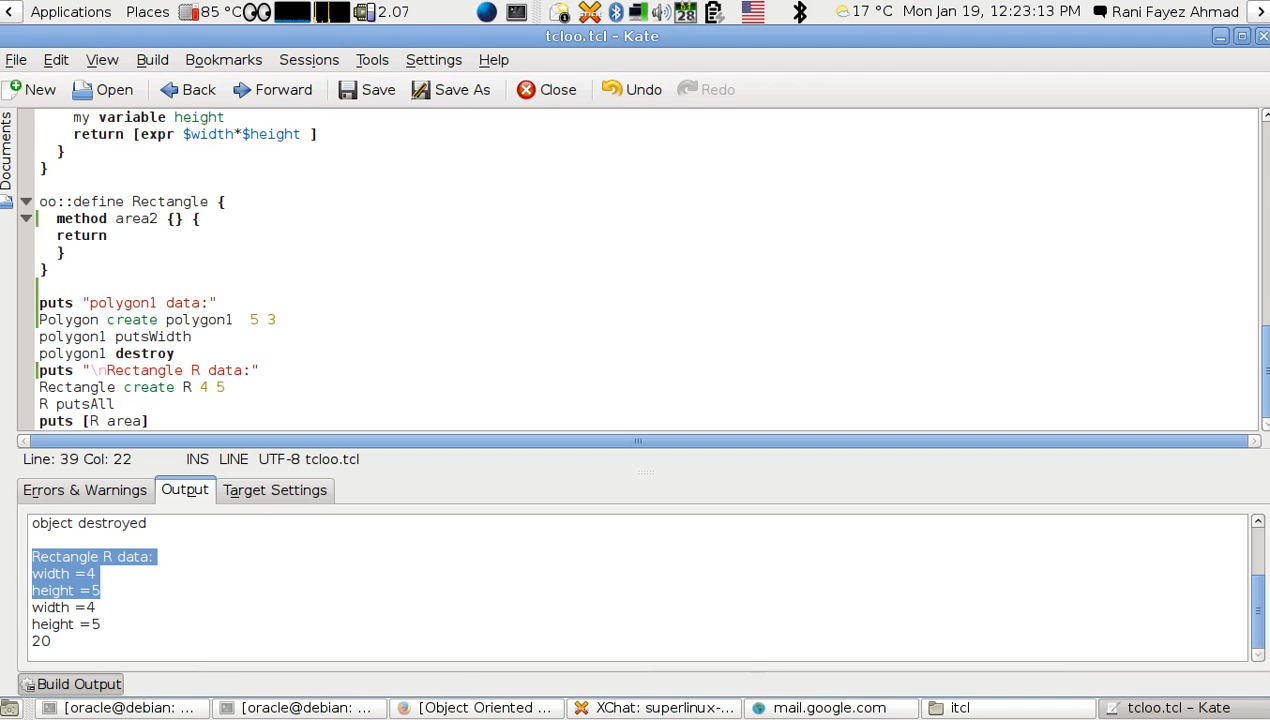 Applications Places 85 °C 2.07 17 °C Mon Jan 19, 12:23:13 PM Rani Fayez Ahmad
tcloo.tcl – Kate
File Edit View Build Bookmarks Sessions Tools Settings Help
New Open Back Forward Save Save As Close Undo Redo
Documents
my variable height
return [expr $width*$height ]
}
}
oo::define Rectangle {
method area2 {} {
return
}
}
puts "polygon1 data:"
Polygon create polygon1 5 3
polygon1 putsWidth
polygon1 destroy
puts "\nRectangle R data:"
Rectangle create R 4 5
R putsAll
puts [R area]
Line: 39 Col: 22 INS LINE UTF-8 tcloo.tcl
Errors & Warnings Output Target Settings
object destroyed
Rectangle R data:
width =4
height =5
width =4
height =5
20
Build Output
[oracle@debian: ... [oracle@debian: ... [Object Oriented ... XChat: superlinux-... mail.google.com itcl tcloo.tcl – Kate